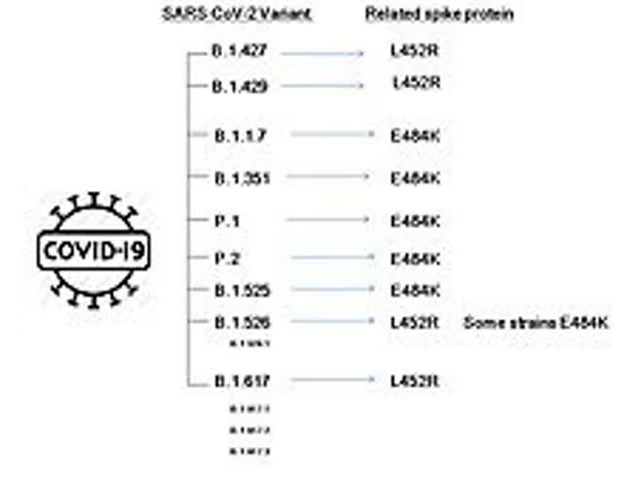 SARS-CoV-2 Variant Related spike protein
B.1.427 L452R
B.1.429 L452R
B.1.1.7 E484K
B.1.351 E484K
P.1 E484K
COVID-19
P.2 E484K
B.1.525 E484K
B.1.526 L452R Some strains E484K
B.1.617 L452R